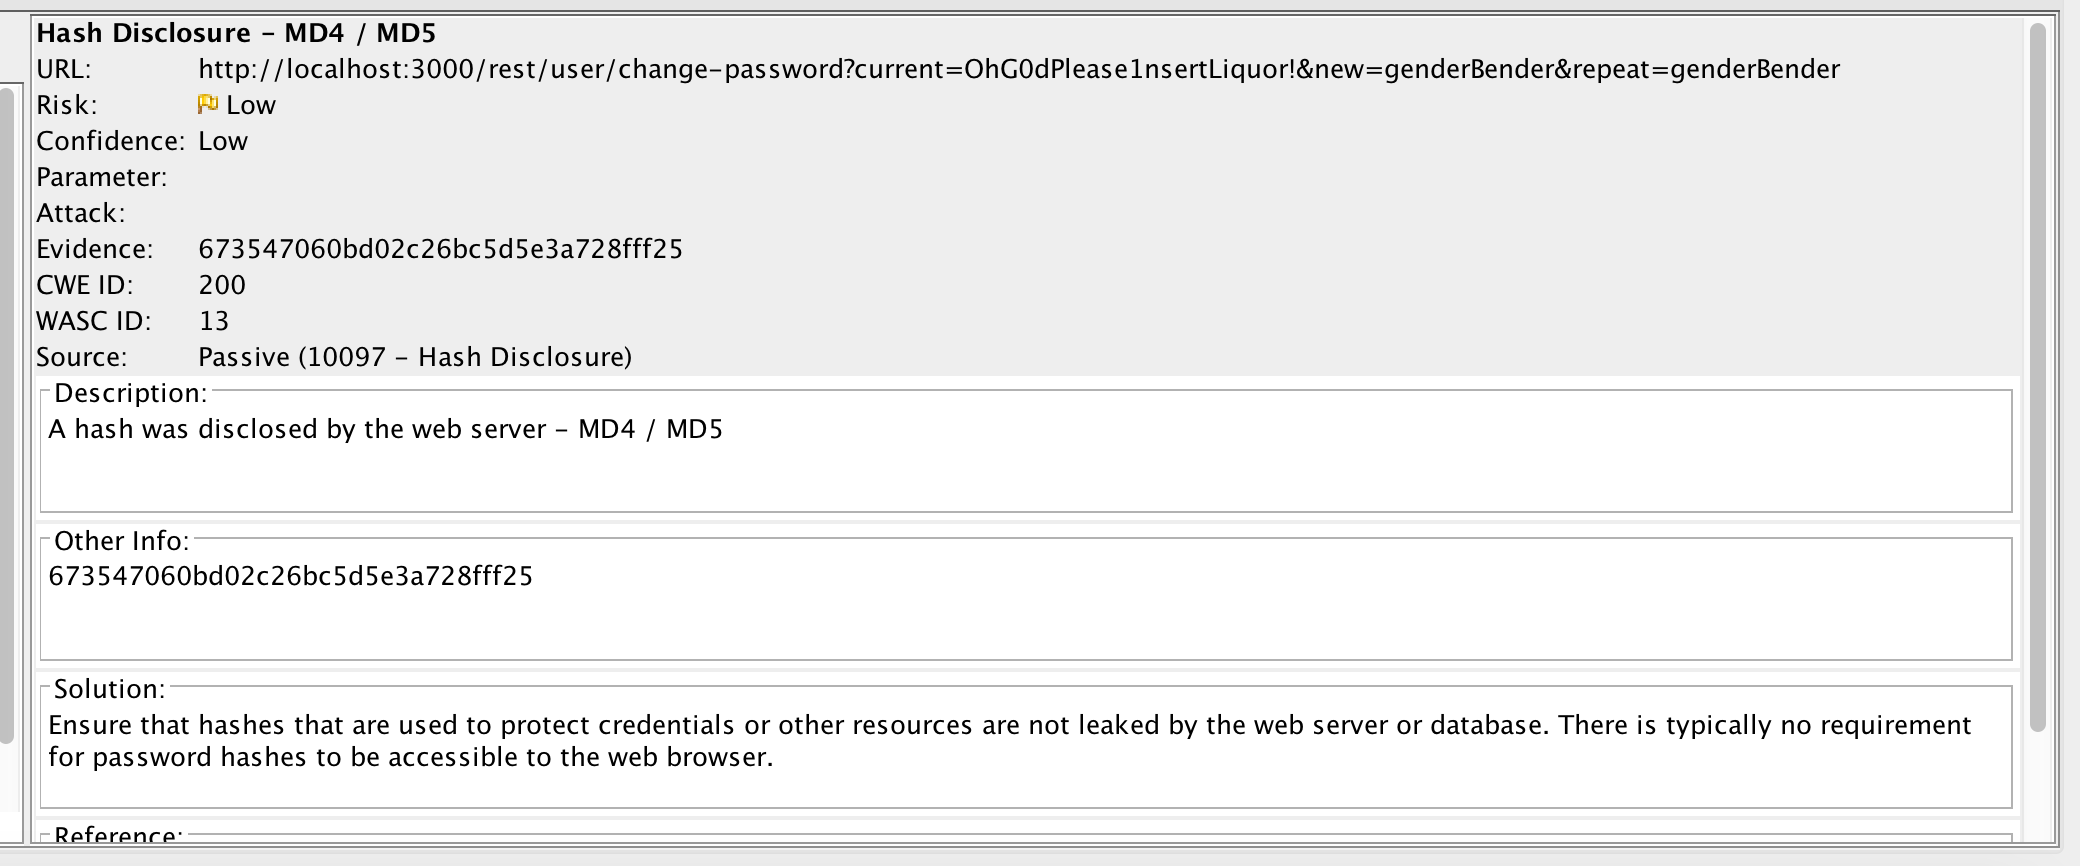 Hash Disclosure – MD4 / MD5
URL: http://localhost:3000/rest/user/change-password?current=OhG0dPlease1nsertLiquor!&new=genderBender&repeat=genderBender
Risk: Low
Confidence: Low
Parameter:
Attack:
Evidence: 673547060bd02c26bc5d5e3a728fff25
CWE ID: 200
WASC ID: 13
Source: Passive (10097 – Hash Disclosure)
Description:
A hash was disclosed by the web server – MD4 / MD5
Other Info:
673547060bd02c26bc5d5e3a728fff25
Solution:
Ensure that hashes that are used to protect credentials or other resources are not leaked by the web server or database. There is typically no requirement
for password hashes to be accessible to the web browser.
Reference: